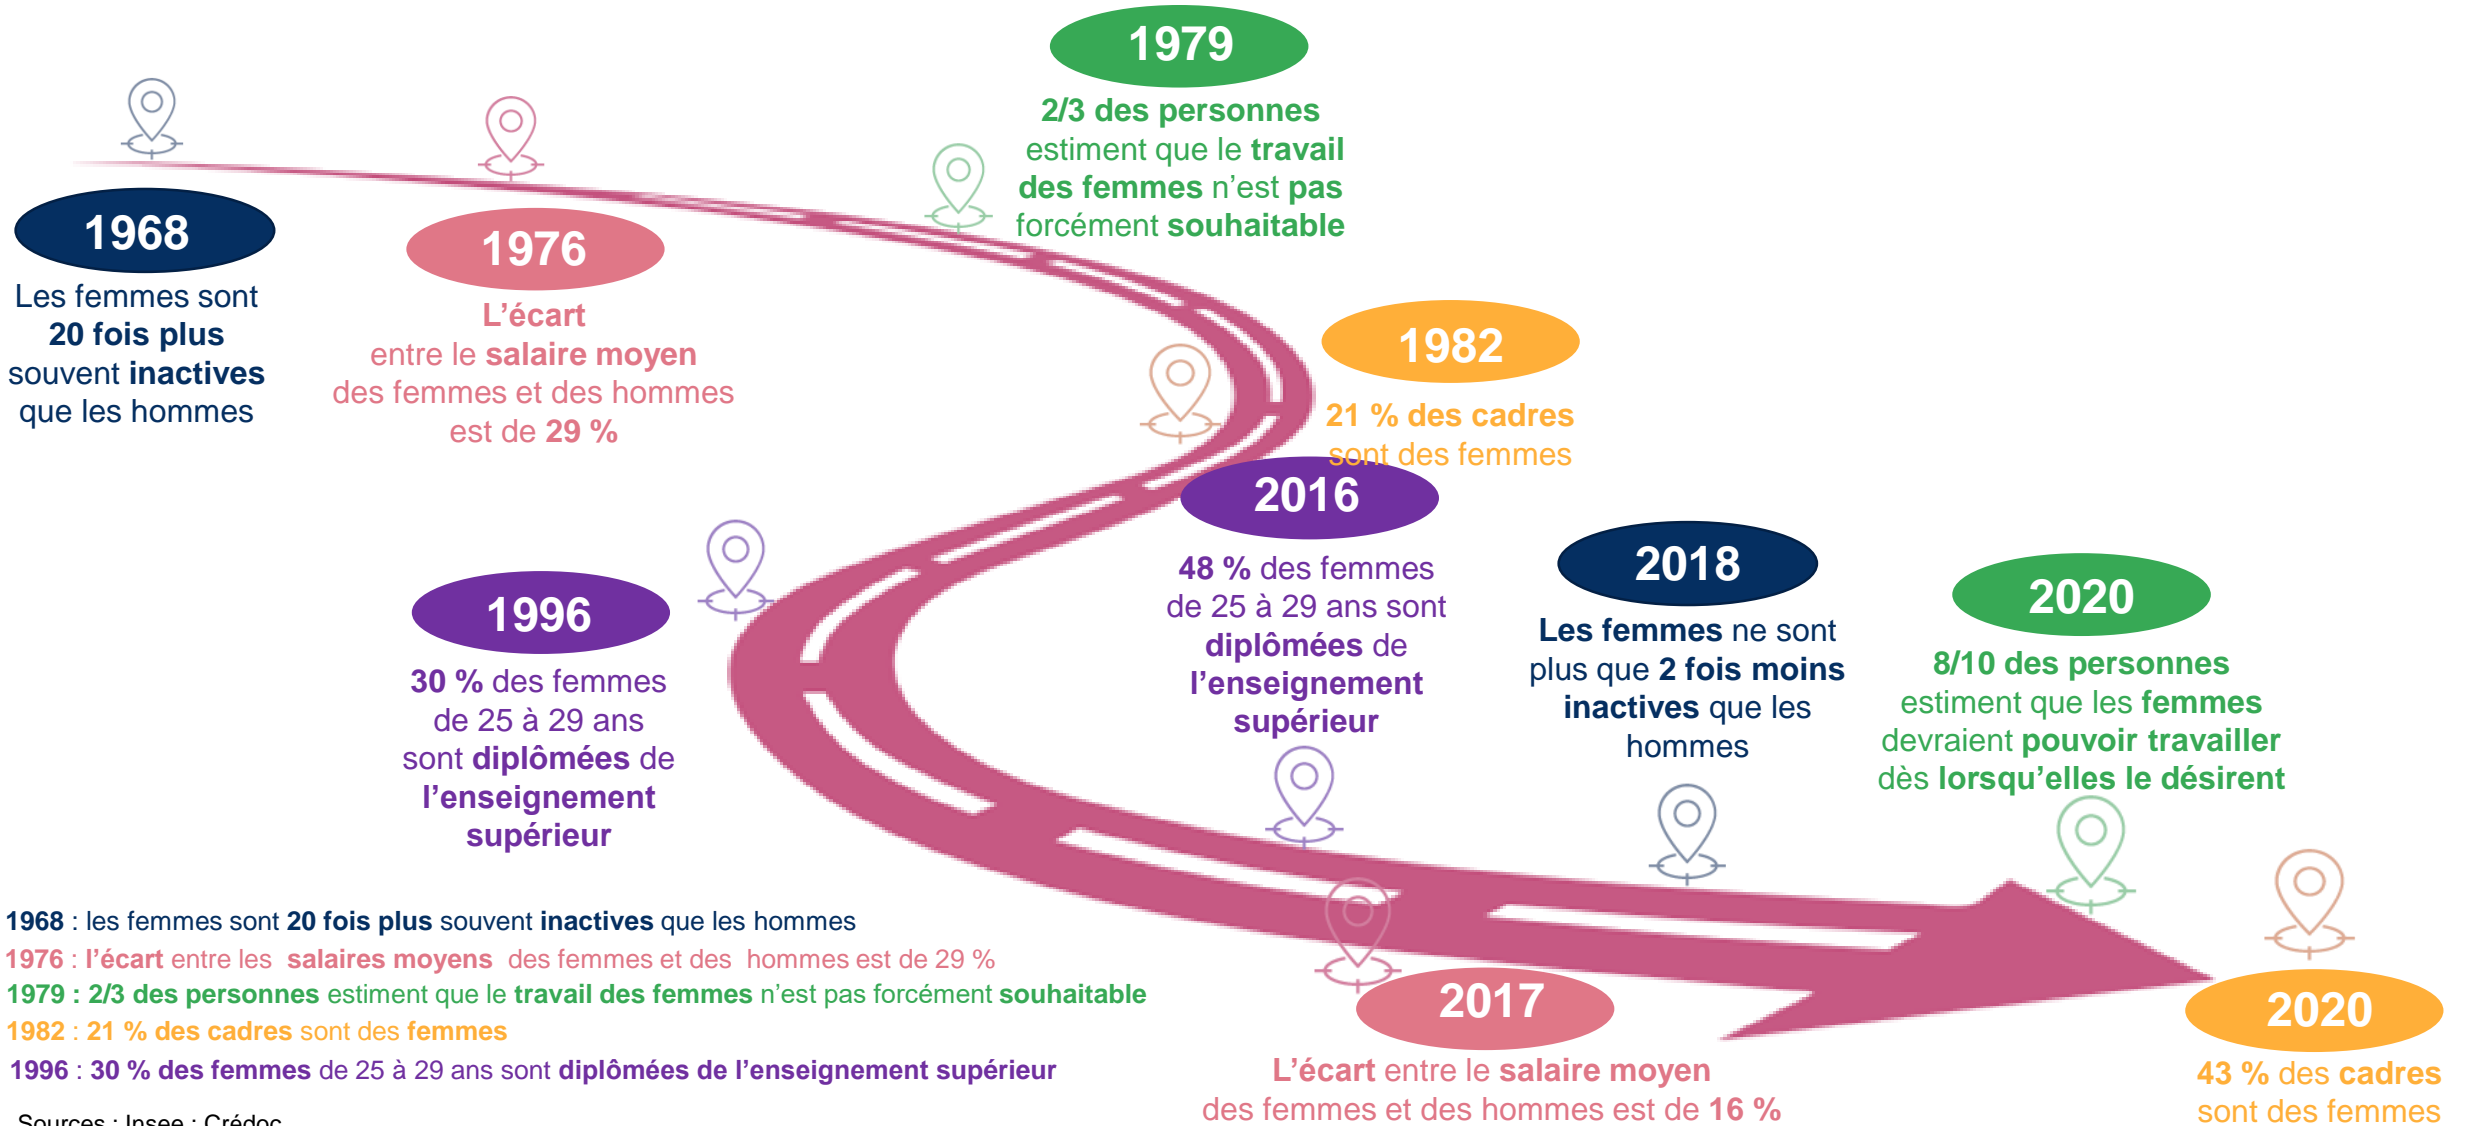 1968
Les femmes sont
20 fois plus
souvent inactives
que les hommes
1976
L'écart
entre le salaire moyen
des femmes et des hommes
est de 29 %
1979
2/3 des personnes
estiment que le travail
des femmes n'est pas
forcément souhaitable
1982
21 % des cadres
sont des femmes
1996
30 % des femmes
de 25 à 29 ans
sont diplômées de
l'enseignement
supérieur
2016
48 % des femmes
de 25 à 29 ans sont
diplômées de
l'enseignement
supérieur
2018
Les femmes ne sont
plus que 2 fois moins
inactives que les
hommes
2020
8/10 des personnes
estiment que les femmes
devraient pouvoir travailler
dès lorsqu'elles le désirent
2017
L'écart entre le salaire moyen
des femmes et des hommes est de 16 %
2020
43 % des cadres
sont des femmes
1968 : les femmes sont 20 fois plus souvent inactives que les hommes
1976 : l'écart entre les salaires moyens des femmes et des hommes est de 29 %
1979 : 2/3 des personnes estiment que le travail des femmes n'est pas forcément souhaitable
1982 : 21 % des cadres sont des femmes
1996 : 30 % des femmes de 25 à 29 ans sont diplômées de l'enseignement supérieur
Sources : Insee ; Crédoc